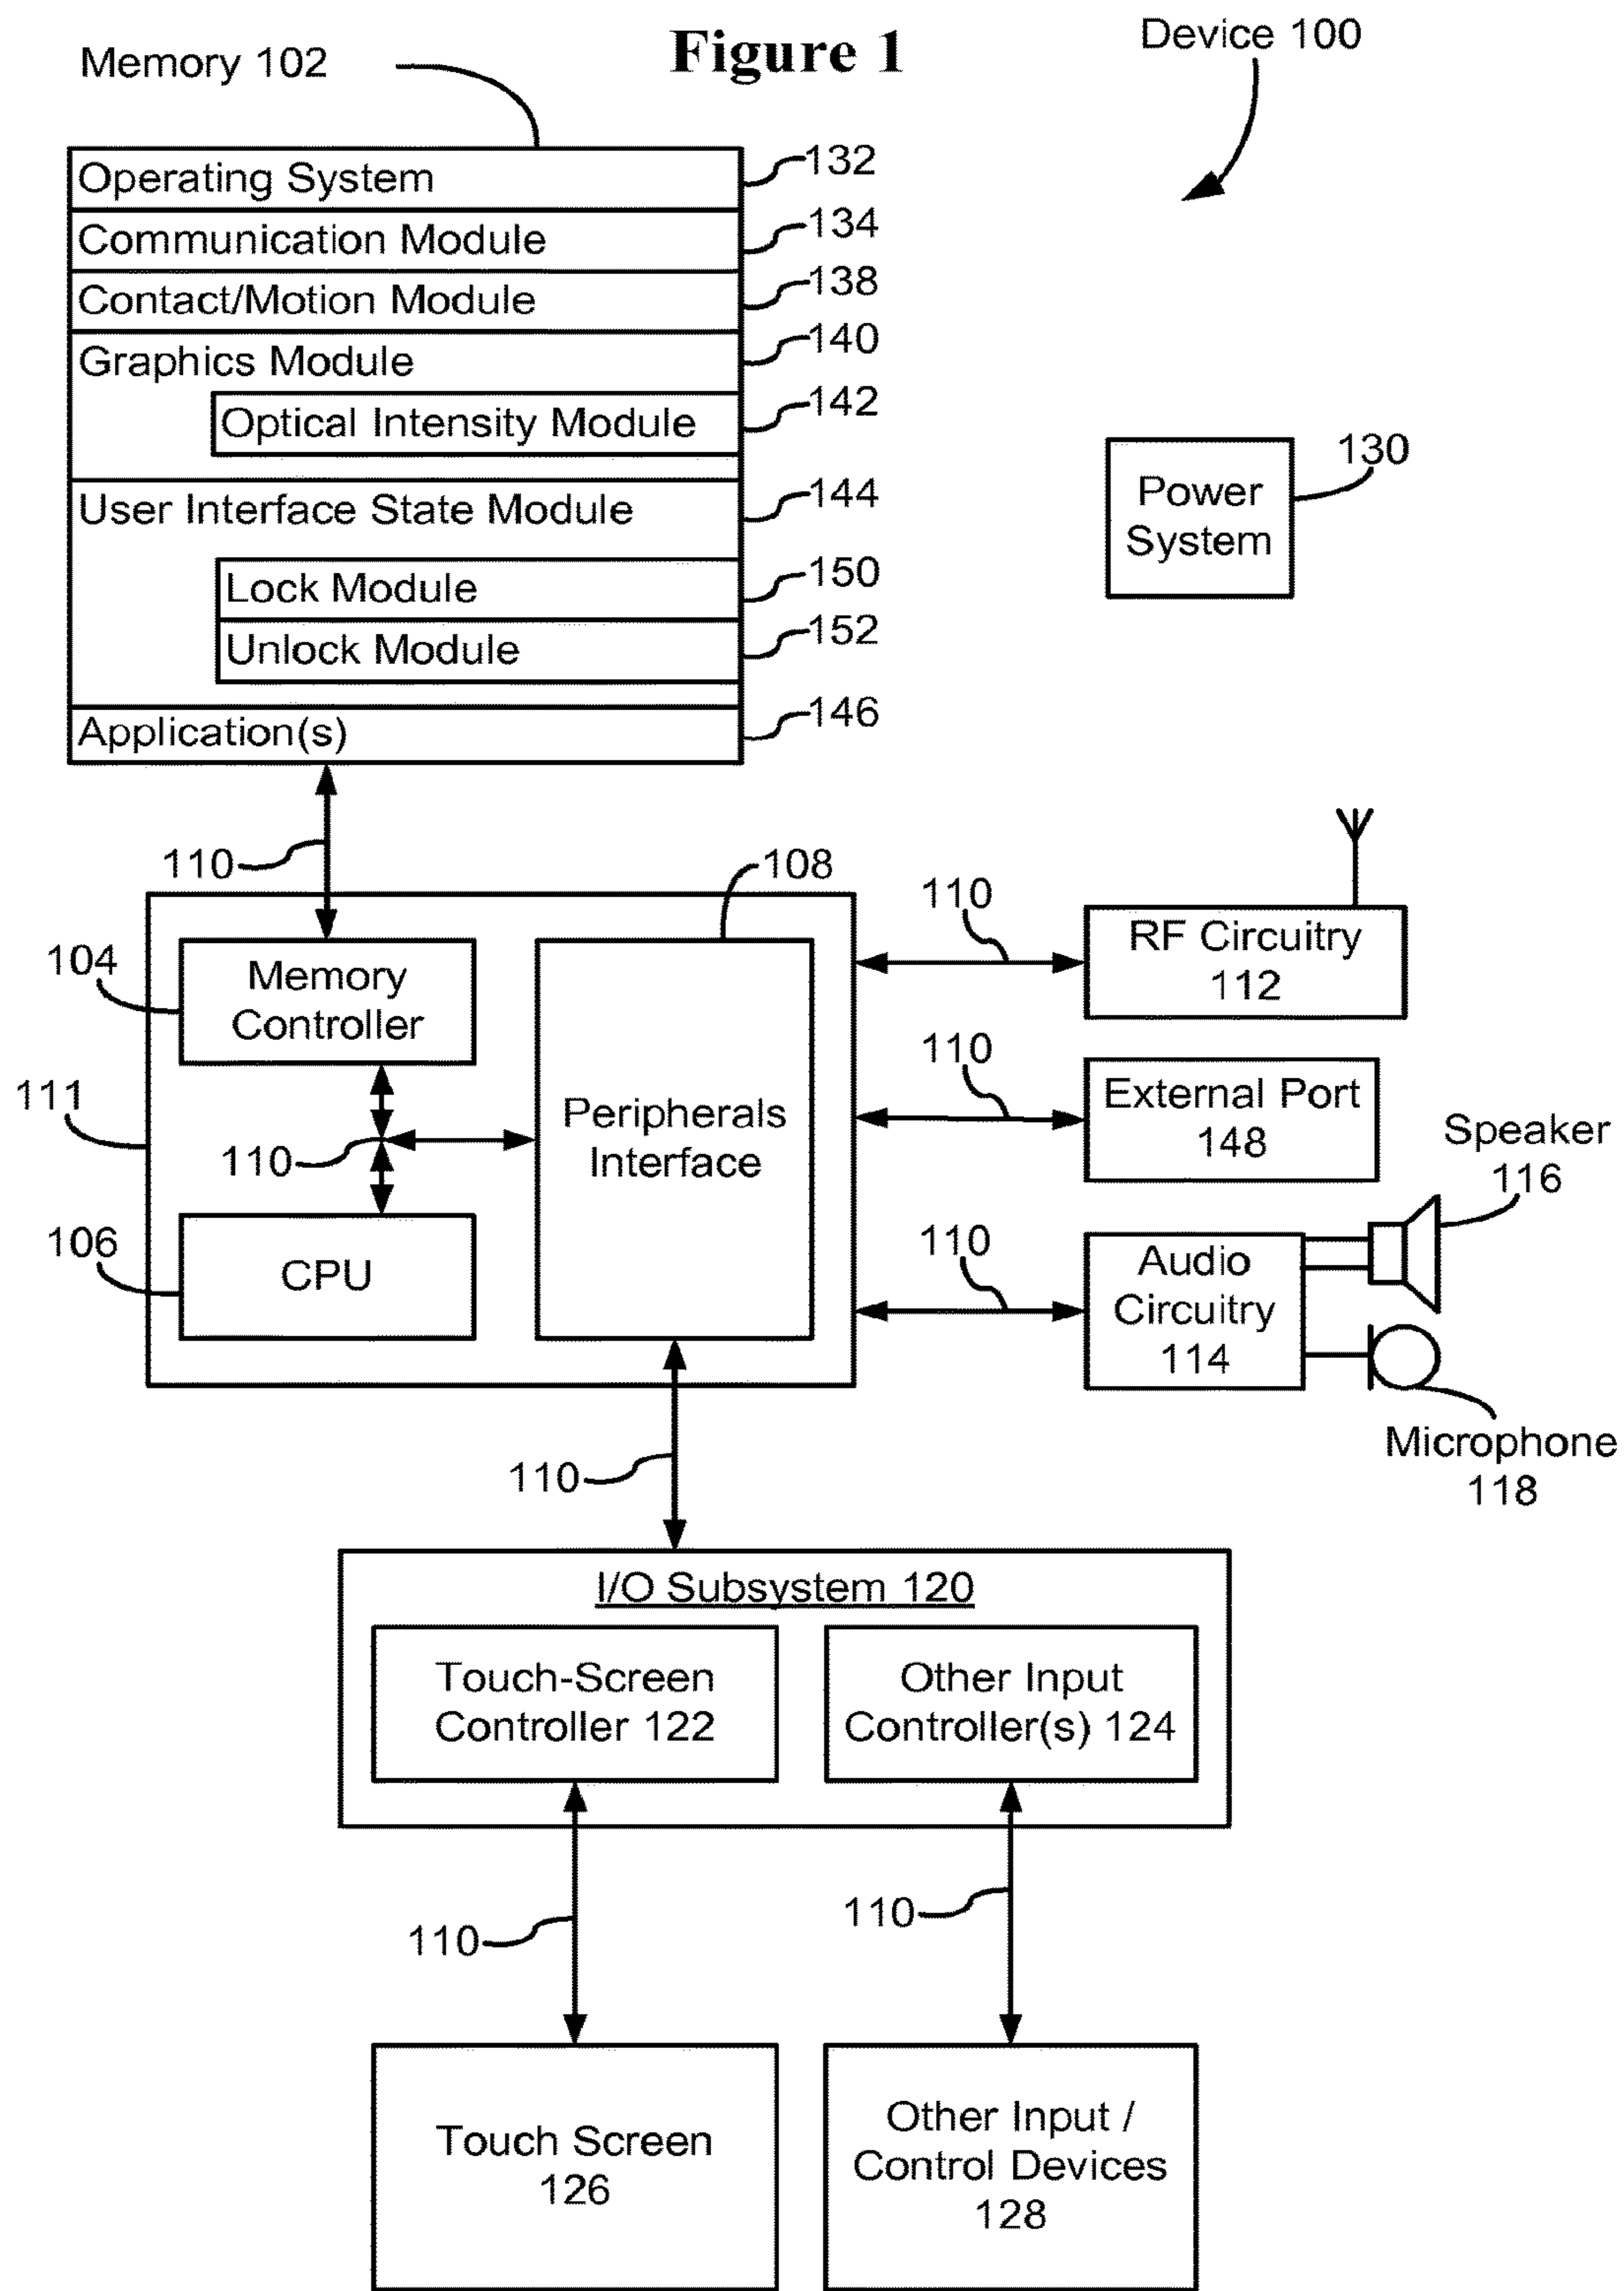 Figure 1
Memory 102
Device 100
Operating System
132
Communication Module
134
Contact/Motion Module
138
Graphics Module
140
Optical Intensity Module
142
User Interface State Module
144
Lock Module
150
Unlock Module
152
Application(s)
146
Power
System
130
110
108
104
Memory
Controller
111
110
Peripherals
Interface
106
CPU
110
RF Circuitry
112
110
External Port
148
Speaker
116
110
Audio
Circuitry
114
Microphone
118
110
I/O Subsystem 120
Touch-Screen
Controller 122
Other Input
Controller(s) 124
110
110
Touch Screen
126
Other Input /
Control Devices
128